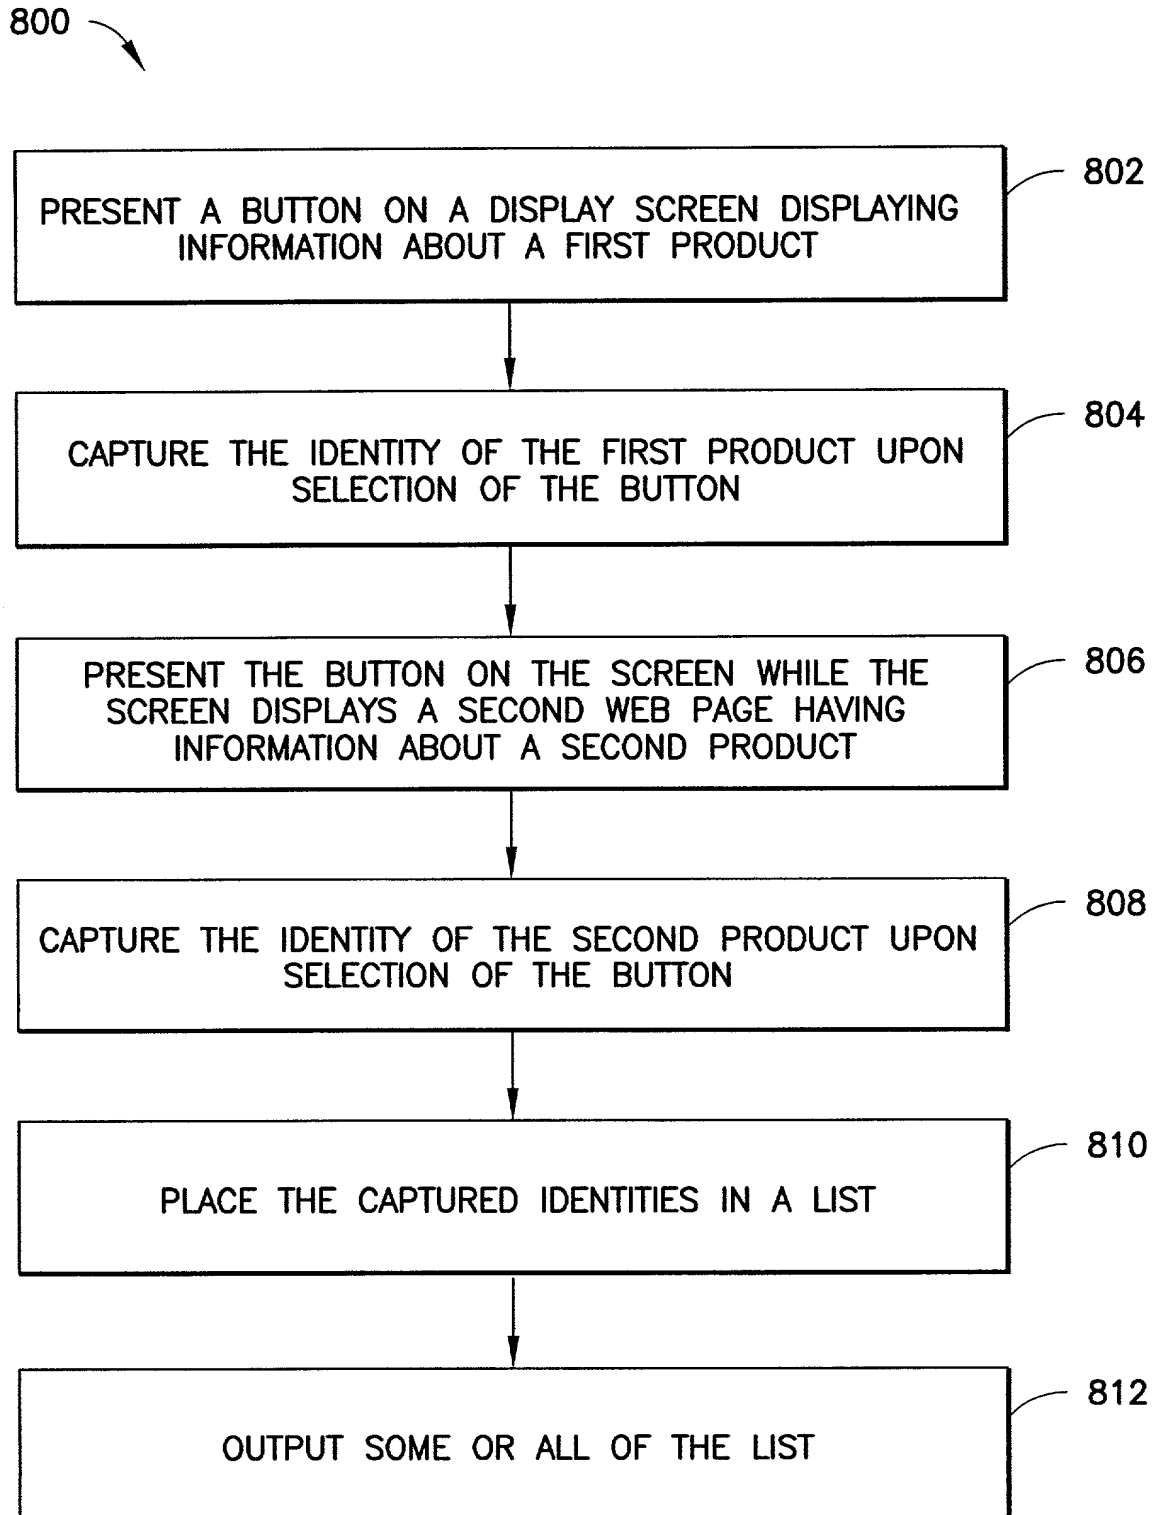 800
802
PRESENT A BUTTON ON A DISPLAY SCREEN DISPLAYING
INFORMATION ABOUT A FIRST PRODUCT
804
CAPTURE THE IDENTITY OF THE FIRST PRODUCT UPON
SELECTION OF THE BUTTON
806
PRESENT THE BUTTON ON THE SCREEN WHILE THE
SCREEN DISPLAYS A SECOND WEB PAGE HAVING
INFORMATION ABOUT A SECOND PRODUCT
808
CAPTURE THE IDENTITY OF THE SECOND PRODUCT UPON
SELECTION OF THE BUTTON
810
PLACE THE CAPTURED IDENTITIES IN A LIST
812
OUTPUT SOME OR ALL OF THE LIST